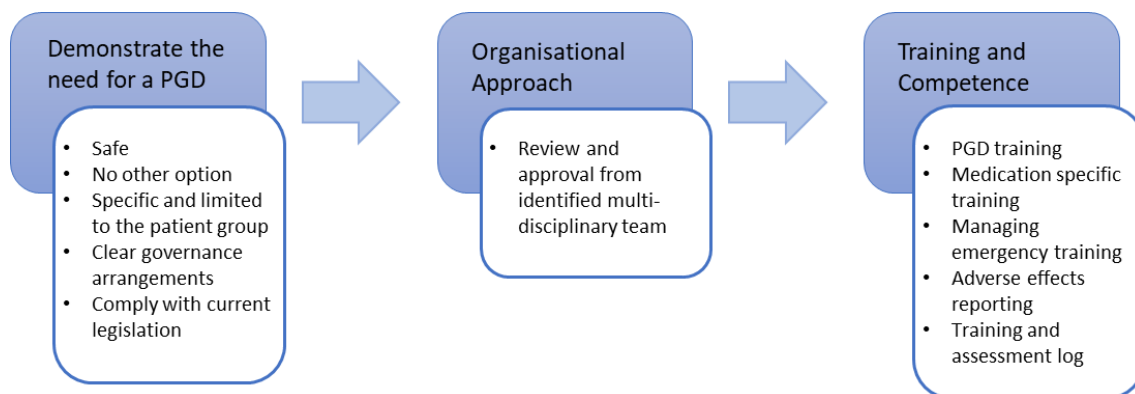 Demonstrate the
need for a PGD
• Safe
• No other option
• Specific and limited
to the patient group
• Clear governance
arrangements
• Comply with current
legislation
Organisational
Approach
• Review and
approval from
identified multi-
disciplinary team
Training and
Competence
• PGD training
• Medication specific
training
• Managing
emergency training
• Adverse effects
reporting
• Training and
assessment log